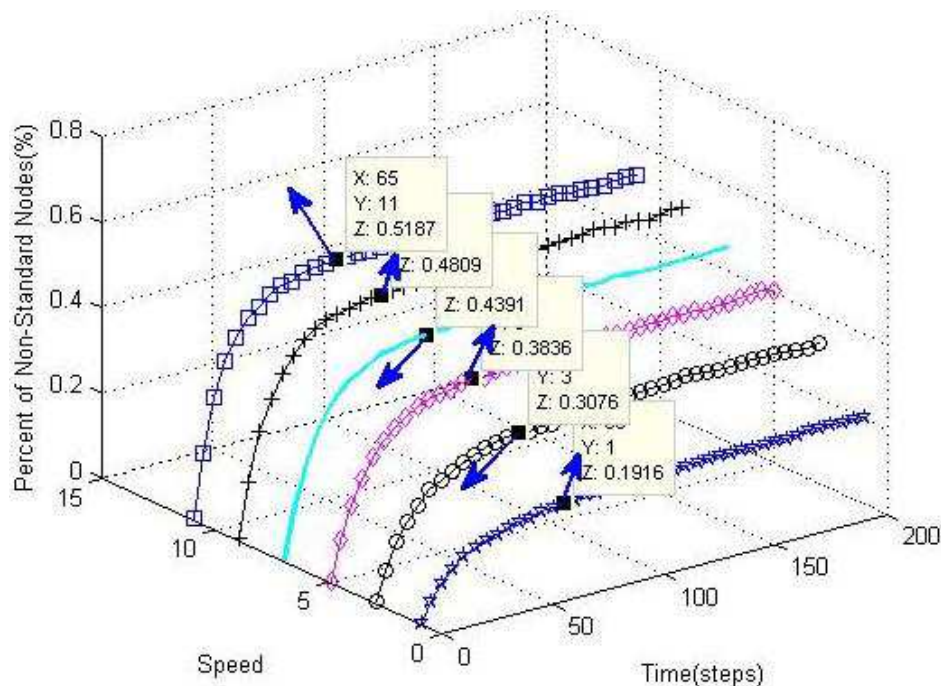 0.8
0.6
0.4
0.2
0
Percent of Non-Standard Nodes(%)
15
10
5
0
Speed
0
50
100
150
200
Time(steps)
X: 65
Y: 11
Z: 0.5187
Z: 0.4809
Z: 0.4391
Z: 0.3836
Y: 3
Z: 0.3076
Y: 1
Z: 0.1916